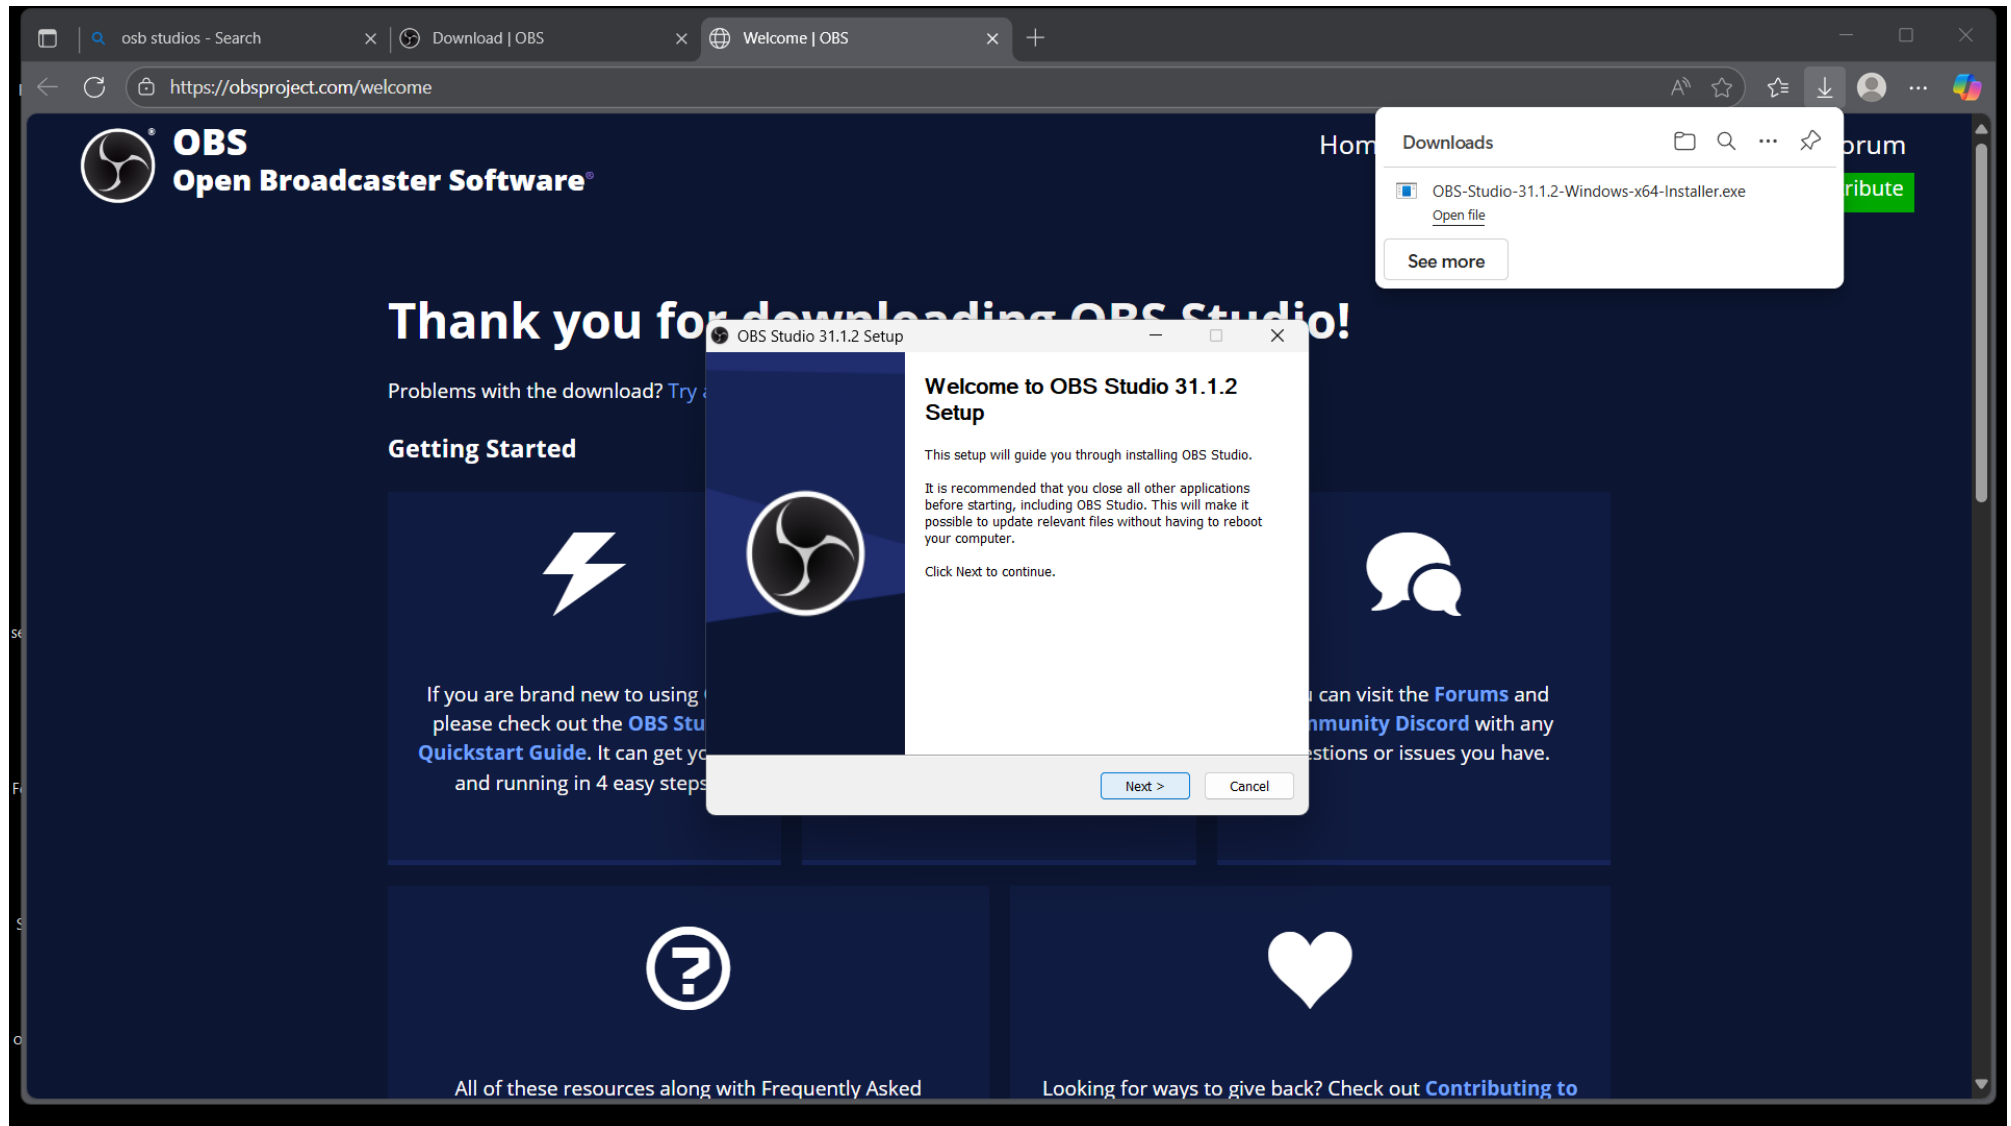 osb studios - Search
Download | OBS
Welcome | OBS
https://obsproject.com/welcome
OBS
Open Broadcaster Software
Hom
orum
ribute
Downloads
OBS-Studio-31.1.2-Windows-x64-Installer.exe
Open file
See more
Thank you for downloading OBS Studio!
Problems with the download? Try a
Getting Started
OBS Studio 31.1.2 Setup
Welcome to OBS Studio 31.1.2
Setup
This setup will guide you through installing OBS Studio.
It is recommended that you close all other applications
before starting, including OBS Studio. This will make it
possible to update relevant files without having to reboot
your computer.
Click Next to continue.
Next >
Cancel
If you are brand new to using
please check out the OBS Stu
Quickstart Guide. It can get yo
and running in 4 easy steps
can visit the Forums and
mmunity Discord with any
estions or issues you have.
All of these resources along with Frequently Asked
Looking for ways to give back? Check out Contributing to